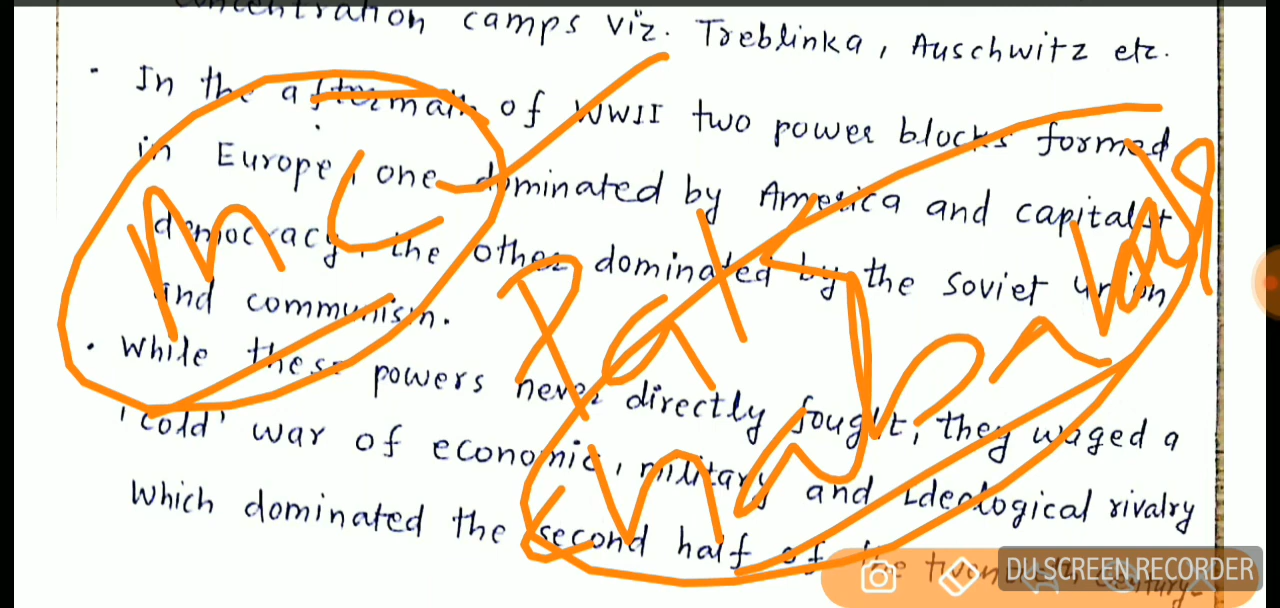 concentration camps viz. Treblinka, Auschwitz etc.
· In the aftermath of WWII two power blocks formed
in Europe, one dominated by America and capitalist
democracy, the other dominated by the Soviet Union
and communism.
· While these powers never directly fought, they waged a
'cold' war of economic, military and Ideological rivalry
which dominated the second half of the
DU SCREEN RECORDER